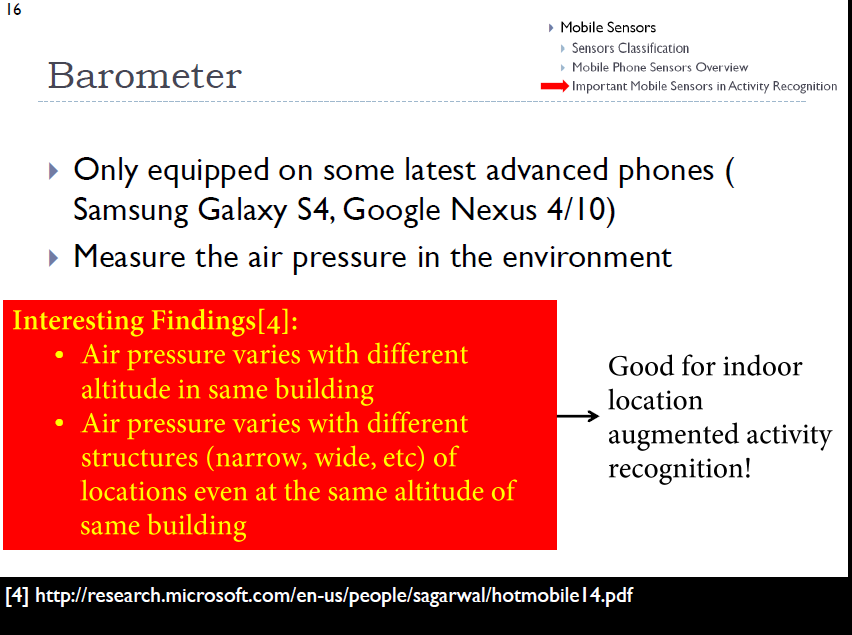 16
Mobile Sensors
Sensors Classification
Mobile Phone Sensors Overview
Important Mobile Sensors in Activity Recognition
Barometer
Only equipped on some latest advanced phones (
Samsung Galaxy S4, Google Nexus 4/10)
Measure the air pressure in the environment
Interesting Findings[4]:
• Air pressure varies with different
altitude in same building
• Air pressure varies with different
structures (narrow, wide, etc) of
locations even at the same altitude of
same building
Good for indoor
location
augmented activity
recognition!
[4] http://research.microsoft.com/en-us/people/sagarwal/hotmobile14.pdf